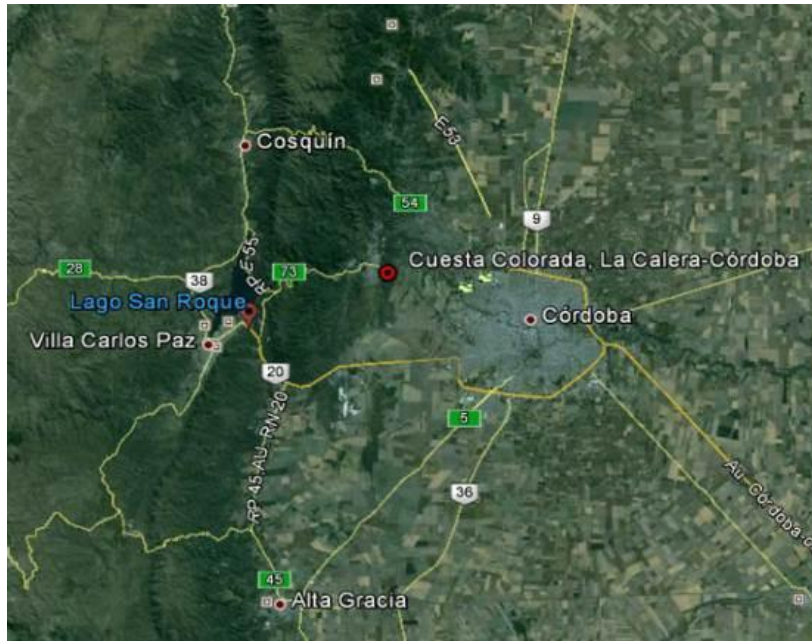 Cosquín
E-53
54
9
Cuesta Colorada, La Calera-Córdoba
28
38
RP E-55
73
Lago San Roque
Córdoba
Villa Carlos Paz
20
5
RP 45 AU. RN-20
36
Au. Córdoba-
45
Alta Gracia